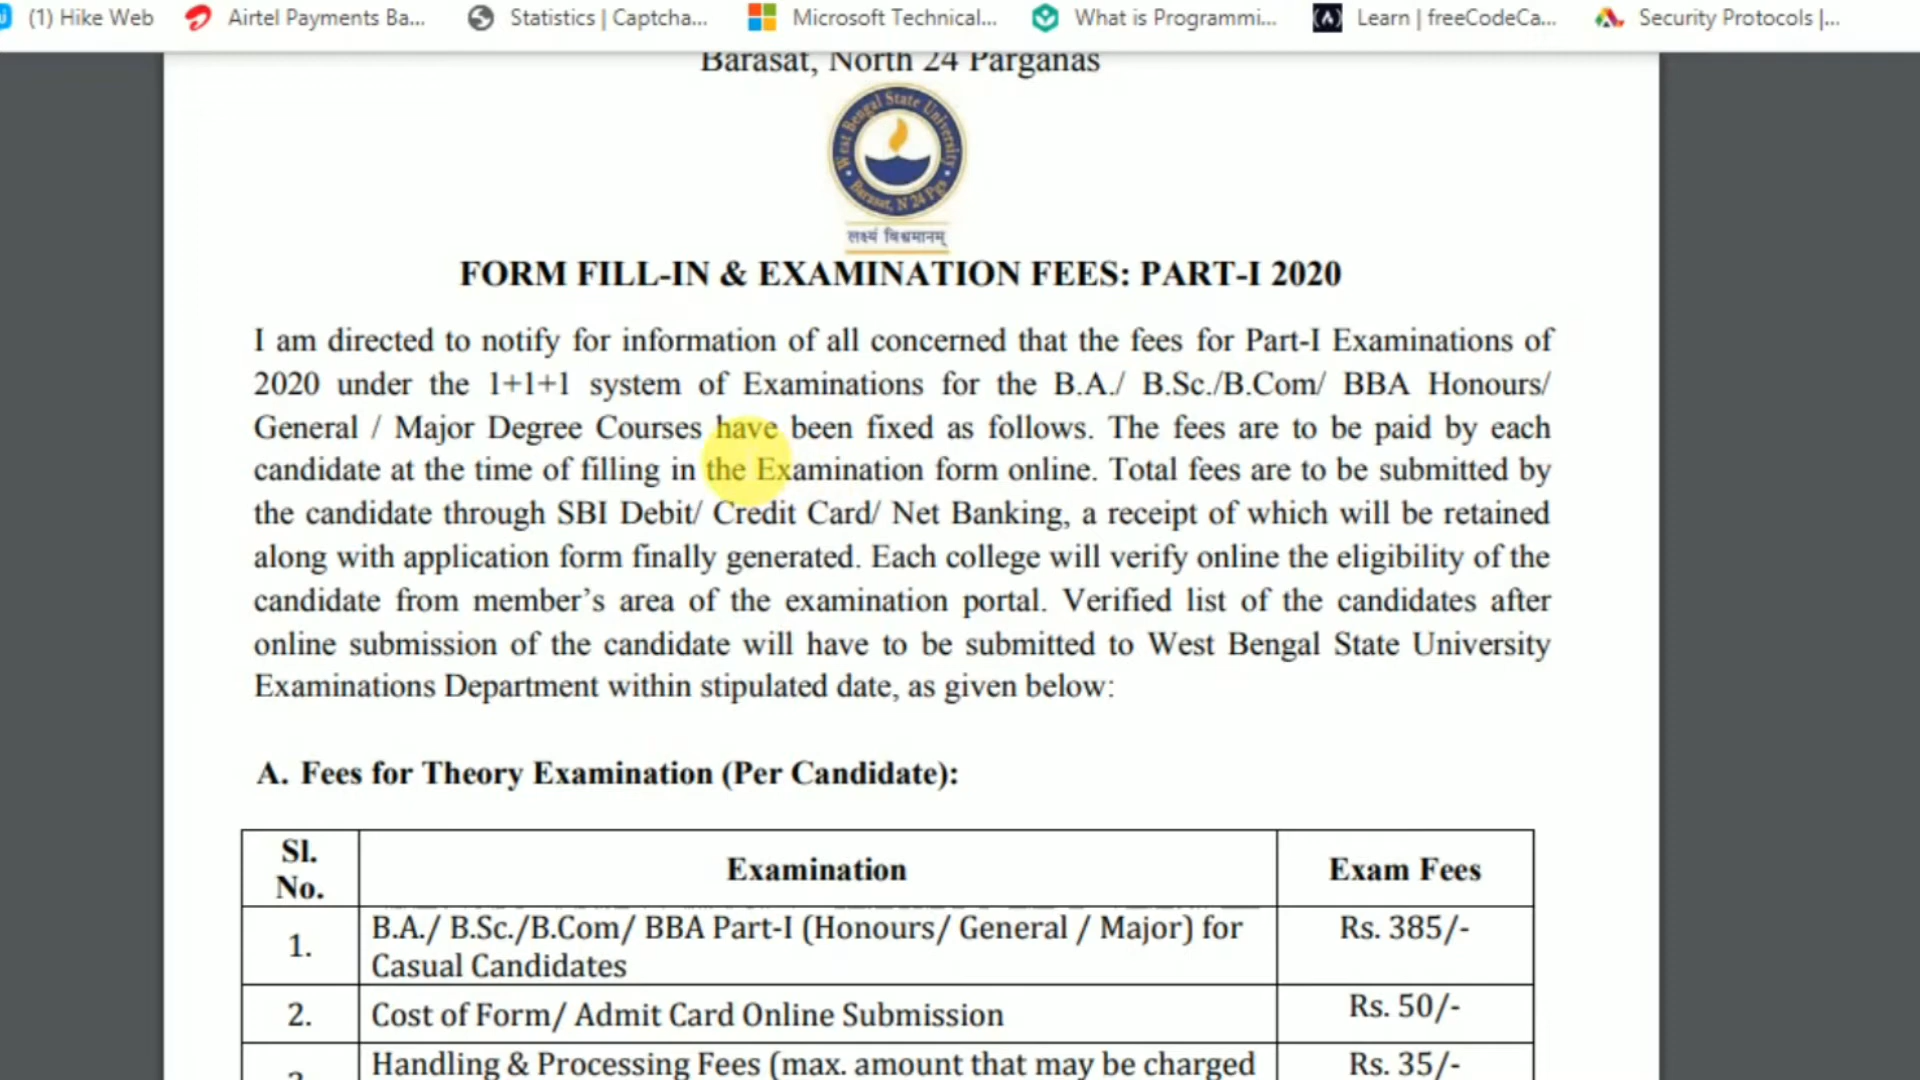 (1) Hike Web
Airtel Payments Ba...
Statistics | Captcha...
Microsoft Technical...
What is Programmi...
Learn | freeCodeCa...
Security Protocols |...
Barasat, North 24 Parganas
West Bengal State University
Barasat, N 24 Pgs
लक्ष्यं विश्वमानम्
FORM FILL-IN & EXAMINATION FEES: PART-I 2020
I am directed to notify for information of all concerned that the fees for Part-I Examinations of
2020 under the 1+1+1 system of Examinations for the B.A./ B.Sc./B.Com/ BBA Honours/
General / Major Degree Courses have been fixed as follows. The fees are to be paid by each
candidate at the time of filling in the Examination form online. Total fees are to be submitted by
the candidate through SBI Debit/ Credit Card/ Net Banking, a receipt of which will be retained
along with application form finally generated. Each college will verify online the eligibility of the
candidate from member’s area of the examination portal. Verified list of the candidates after
online submission of the candidate will have to be submitted to West Bengal State University
Examinations Department within stipulated date, as given below:
A. Fees for Theory Examination (Per Candidate):
Sl. No.
Examination
Exam Fees
1.
B.A./ B.Sc./B.Com/ BBA Part-I (Honours/ General / Major) for
Casual Candidates
Rs. 385/-
2.
Cost of Form/ Admit Card Online Submission
Rs. 50/-
Handling & Processing Fees (max. amount that may be charged
Rs. 35/-